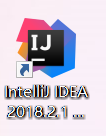 IJ
IntelliJ IDEA
2018.2.1 ...